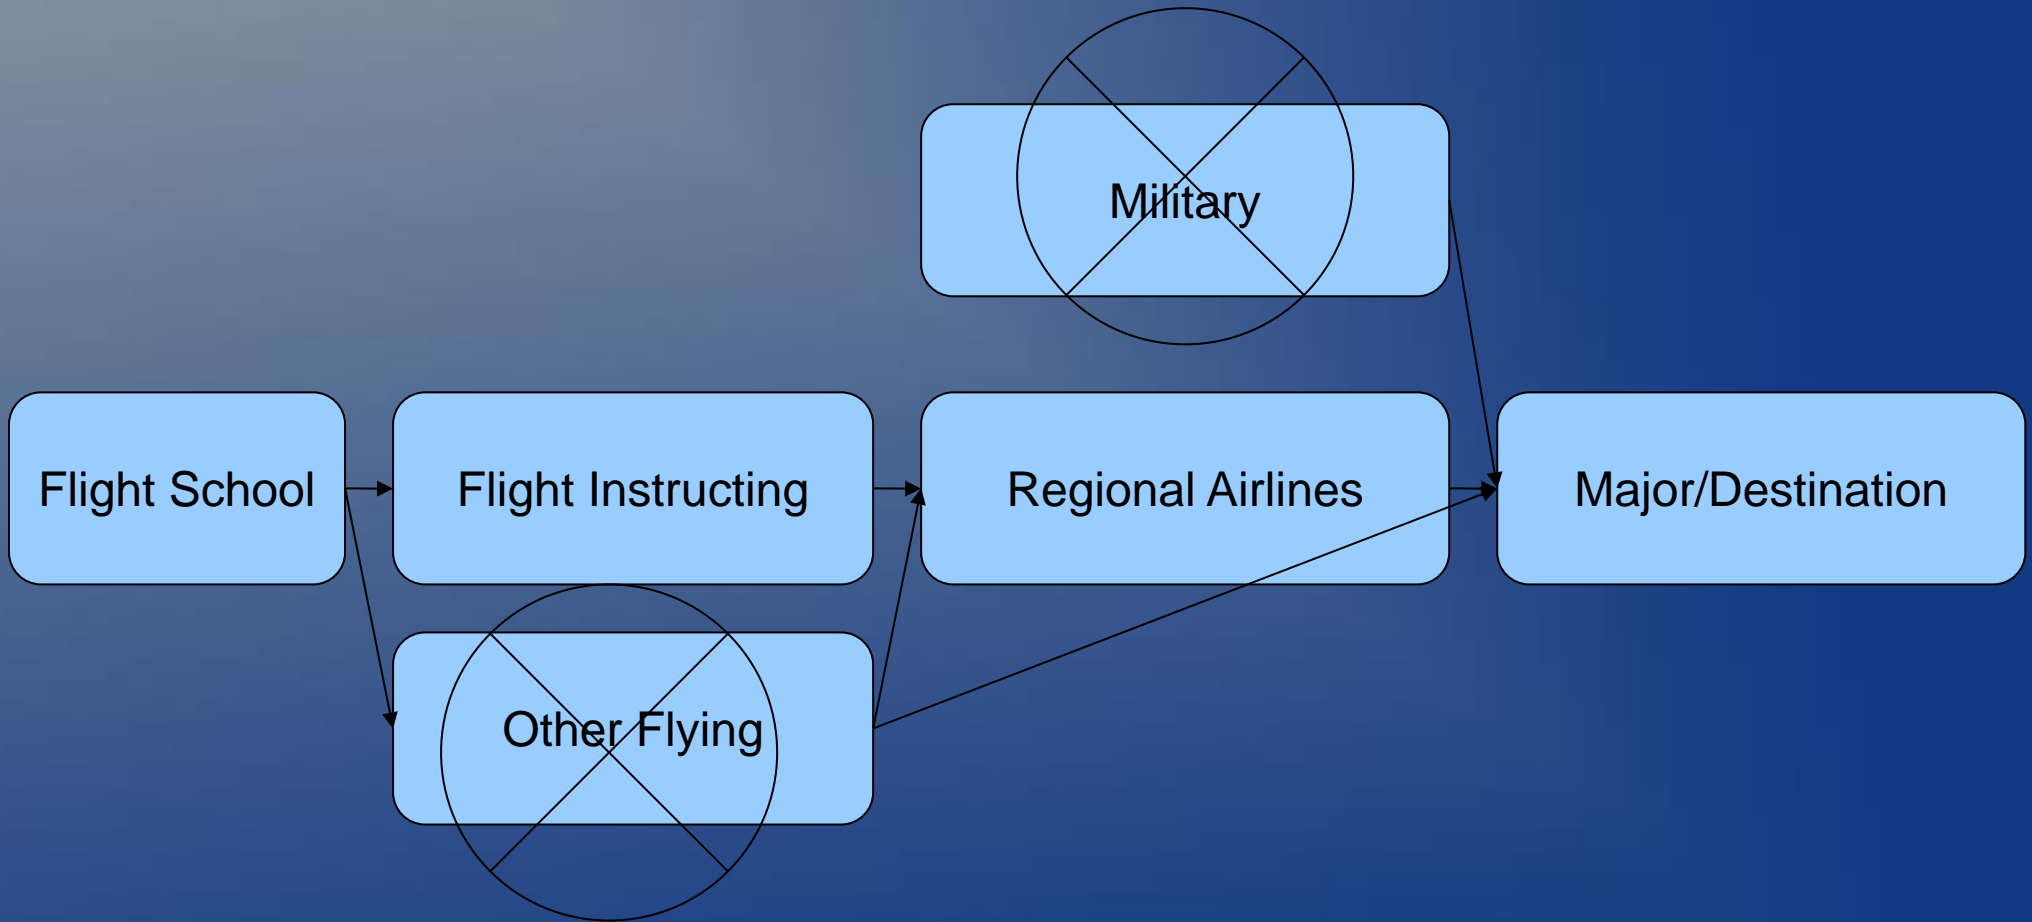 Military
Flight School
Flight Instructing
Regional Airlines
Major/Destination
Other Flying